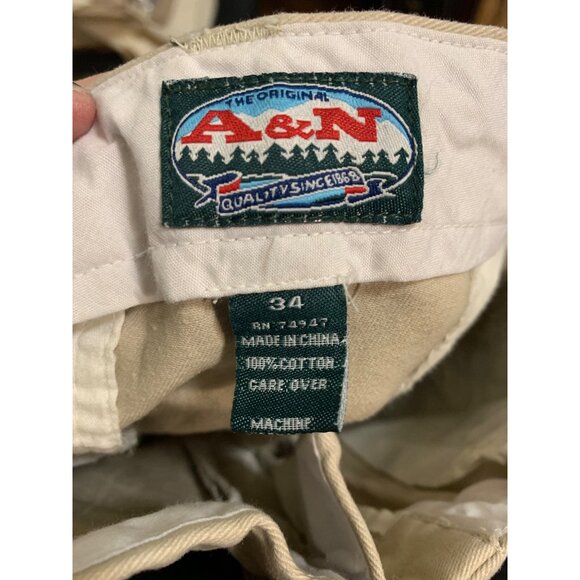 THE ORIGINAL
A&N
QUALITY SINCE 1868
34
RN 74947
MADE IN CHINA
100% COTTON
CARE OVER
MACHINE